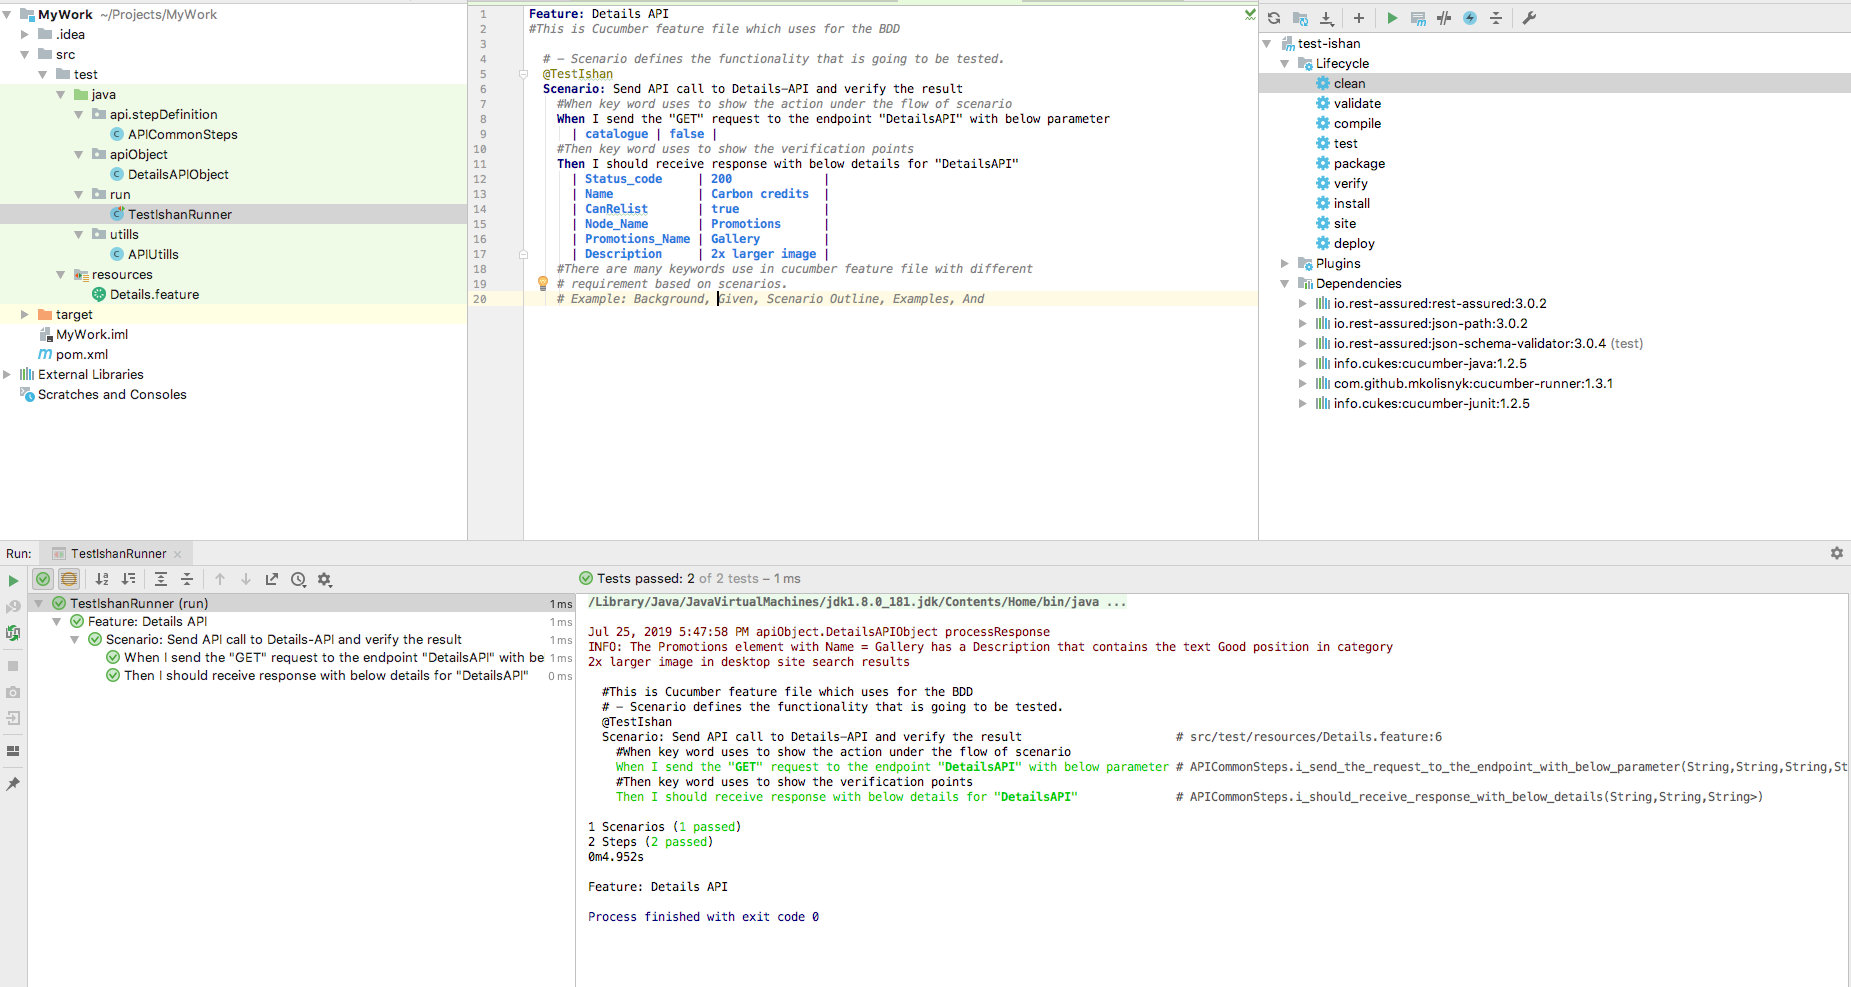 MyWork ~/Projects/MyWork
.idea
src
test
java
api.stepDefinition
APICommonSteps
apiObject
DetailsAPIObject
run
TestIshanRunner
utills
APIUtills
resources
Details.feature
target
MyWork.iml
pom.xml
External Libraries
Scratches and Consoles
1 Feature: Details API
2 #This is Cucumber feature file which uses for the BDD
3
4 # - Scenario defines the functionality that is going to be tested.
5 @TestIshan
6 Scenario: Send API call to Details-API and verify the result
7 #When key word uses to show the action under the flow of scenario
8 When I send the "GET" request to the endpoint "DetailsAPI" with below parameter
9 | catalogue | false |
10 #Then key word uses to show the verification points
11 Then I should receive response with below details for "DetailsAPI"
12 | Status_code | 200 |
13 | Name | Carbon credits |
14 | CanRelist | true |
15 | Node_Name | Promotions |
16 | Promotions_Name | Gallery |
17 | Description | 2x larger image |
18 #There are many keywords use in cucumber feature file with different
19 # requirement based on scenarios.
20 # Example: Background, Given, Scenario Outline, Examples, And
test-ishan
Lifecycle
clean
validate
compile
test
package
verify
install
site
deploy
Plugins
Dependencies
io.rest-assured:rest-assured:3.0.2
io.rest-assured:json-path:3.0.2
io.rest-assured:json-schema-validator:3.0.4 (test)
info.cukes:cucumber-java:1.2.5
com.github.mkolisnyk:cucumber-runner:1.3.1
info.cukes:cucumber-junit:1.2.5
Run: TestIshanRunner
Tests passed: 2 of 2 tests – 1 ms
TestIshanRunner (run) 1 ms
Feature: Details API 1 ms
Scenario: Send API call to Details-API and verify the result 1 ms
When I send the "GET" request to the endpoint "DetailsAPI" with be 1 ms
Then I should receive response with below details for "DetailsAPI" 0 ms
/Library/Java/JavaVirtualMachines/jdk1.8.0_181.jdk/Contents/Home/bin/java ...
Jul 25, 2019 5:47:58 PM apiObject.DetailsAPIObject processResponse
INFO: The Promotions element with Name = Gallery has a Description that contains the text Good position in category
2x larger image in desktop site search results
#This is Cucumber feature file which uses for the BDD
# - Scenario defines the functionality that is going to be tested.
@TestIshan
Scenario: Send API call to Details-API and verify the result # src/test/resources/Details.feature:6
#When key word uses to show the action under the flow of scenario
When I send the "GET" request to the endpoint "DetailsAPI" with below parameter # APICommonSteps.i_send_the_request_to_the_endpoint_with_below_parameter(String,String,String,St
#Then key word uses to show the verification points
Then I should receive response with below details for "DetailsAPI" # APICommonSteps.i_should_receive_response_with_below_details(String,String,String>)
1 Scenarios (1 passed)
2 Steps (2 passed)
0m4.952s
Feature: Details API
Process finished with exit code 0